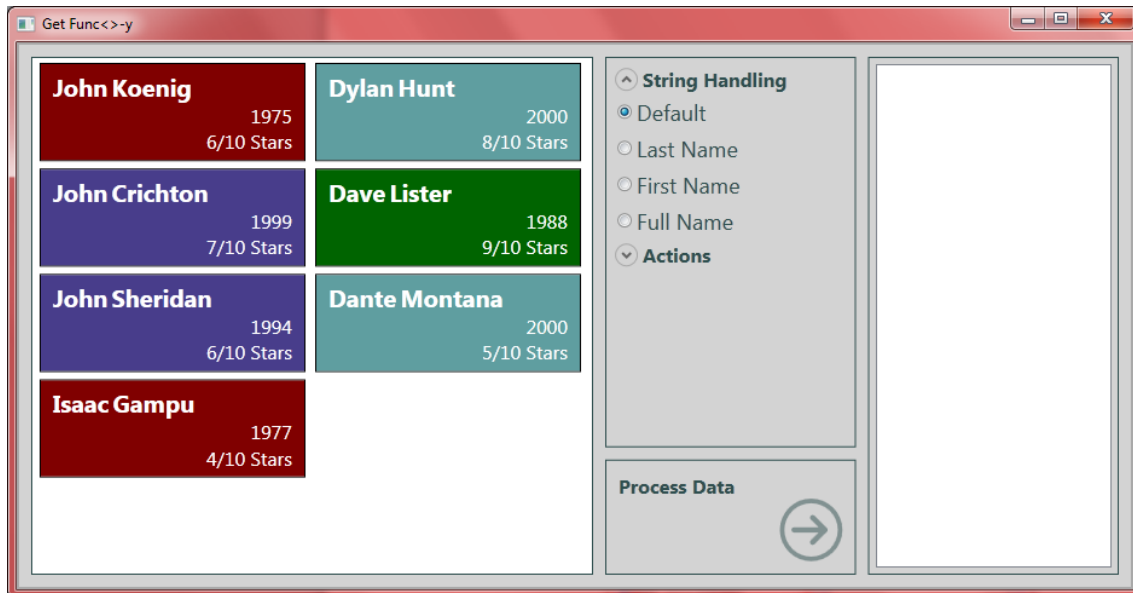 Get Func<>-y
John Koenig
1975
6/10 Stars
Dylan Hunt
2000
8/10 Stars
John Crichton
1999
7/10 Stars
Dave Lister
1988
9/10 Stars
John Sheridan
1994
6/10 Stars
Dante Montana
2000
5/10 Stars
Isaac Gampu
1977
4/10 Stars
String Handling
Default
Last Name
First Name
Full Name
Actions
Process Data